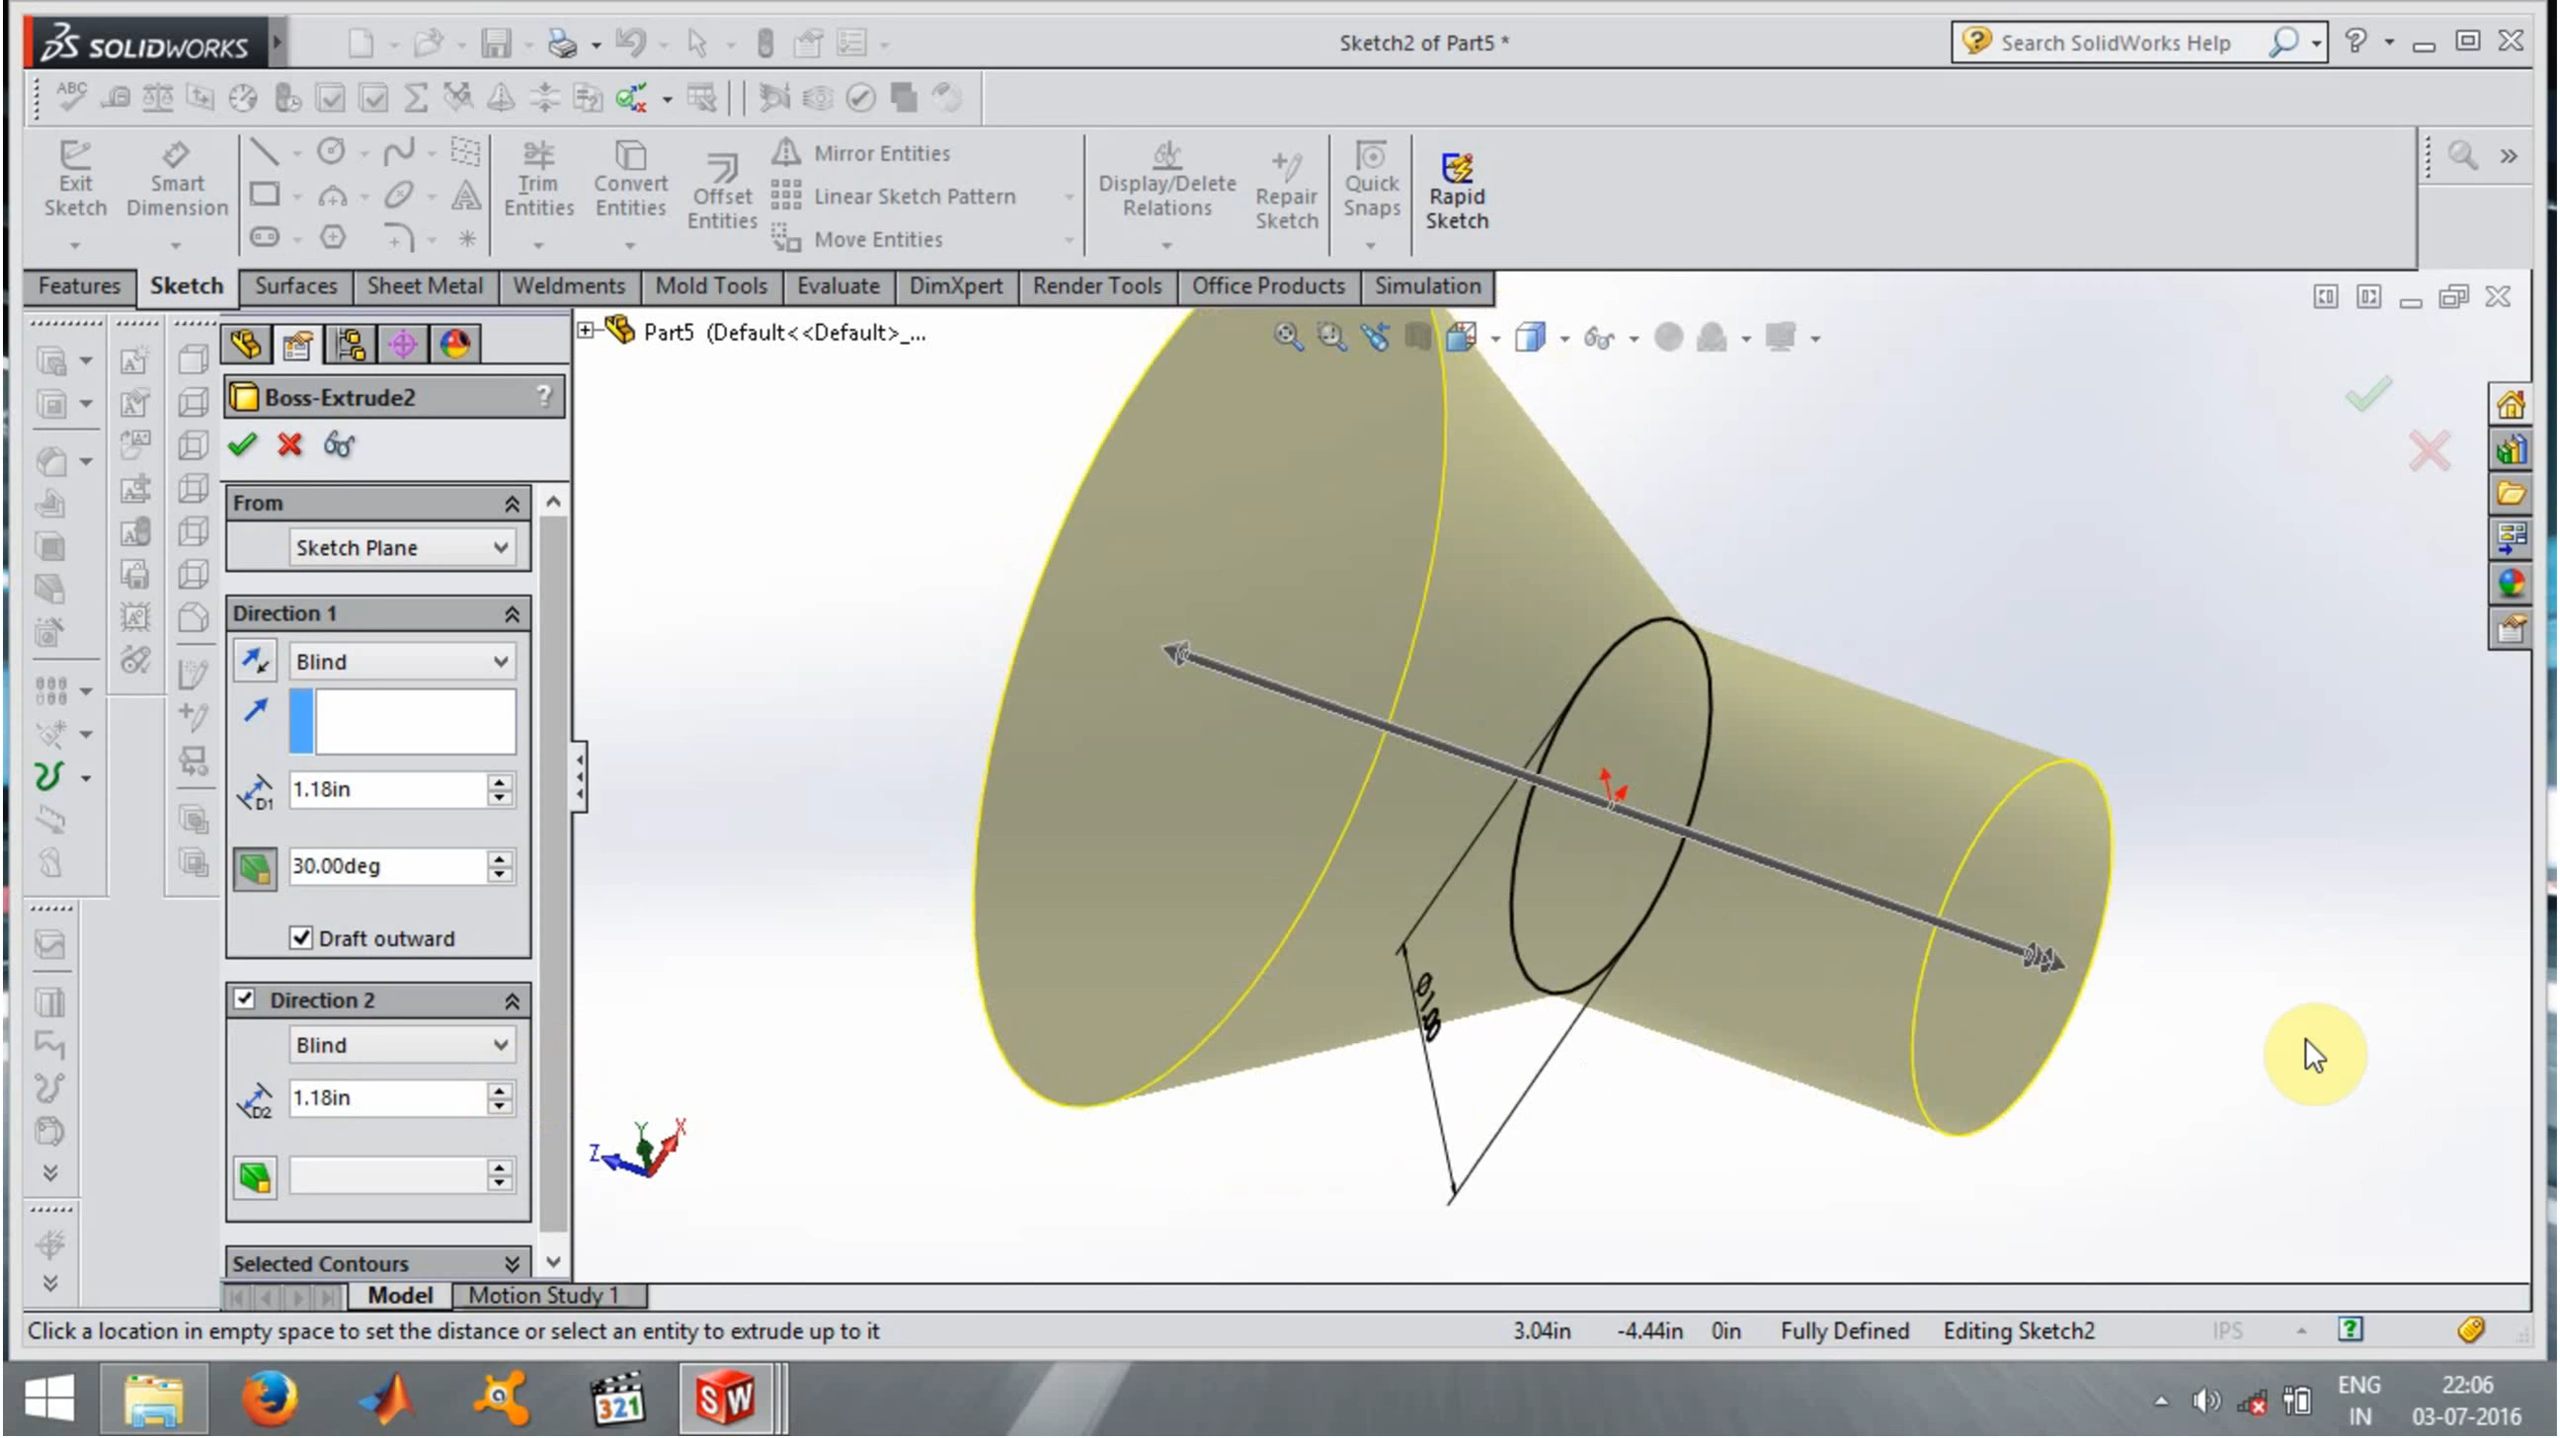 SOLIDWORKS
Sketch2 of Part5 *
Search SolidWorks Help
ABC
Exit Sketch
Smart Dimension
Trim Entities
Convert Entities
Offset Entities
Mirror Entities
Linear Sketch Pattern
Move Entities
Display/Delete Relations
Repair Sketch
Quick Snaps
Rapid Sketch
Features
Sketch
Surfaces
Sheet Metal
Weldments
Mold Tools
Evaluate
DimXpert
Render Tools
Office Products
Simulation
Part5 (Default<<Default>_...
Boss-Extrude2
?
From
Sketch Plane
Direction 1
Blind
D1
1.18in
30.00deg
Draft outward
Direction 2
Blind
D2
1.18in
Selected Contours
Y
X
Z
Model
Motion Study 1
Click a location in empty space to set the distance or select an entity to extrude up to it
3.04in
-4.44in
0in
Fully Defined
Editing Sketch2
IPS
?
321
SW
ENG
IN
22:06
03-07-2016